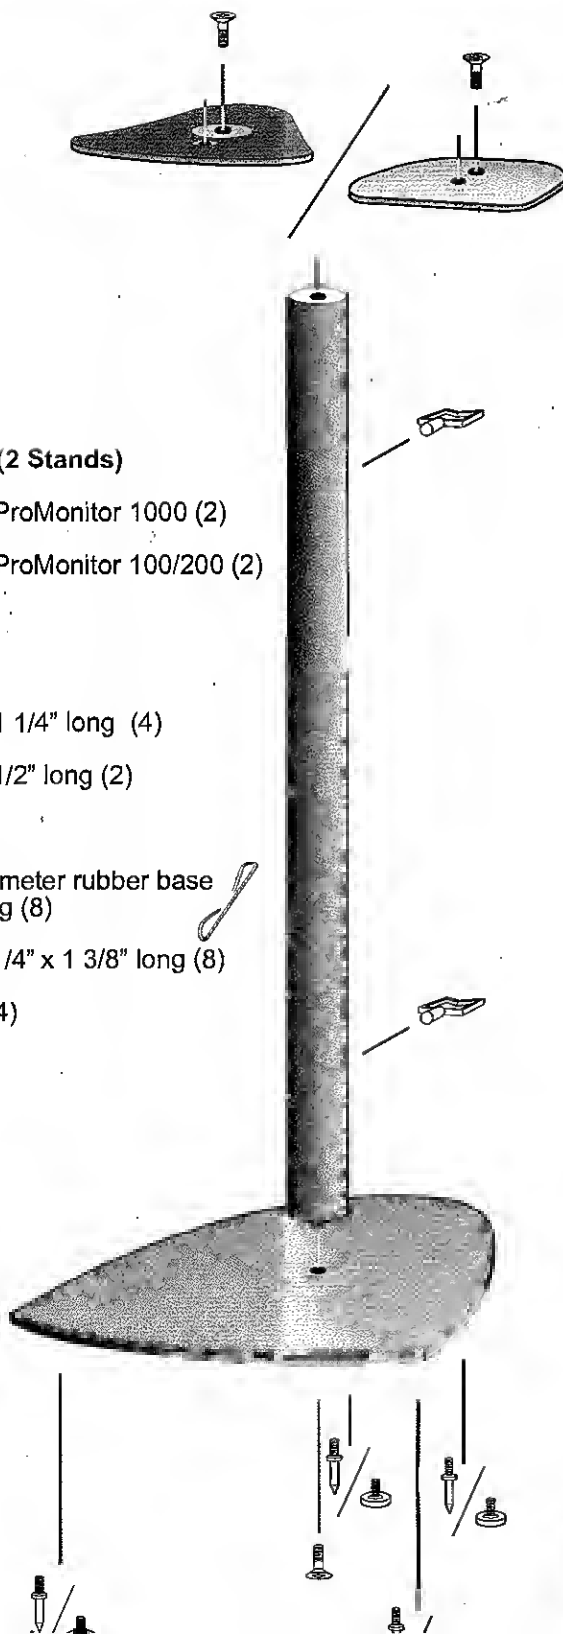 (2 Stands)
ProMonitor 1000 (2)
ProMonitor 100/200 (2)
1/4” long (4)
1/2” long (2)
meter rubber base
g (8)
/4” x 1 3/8” long (8)
4)